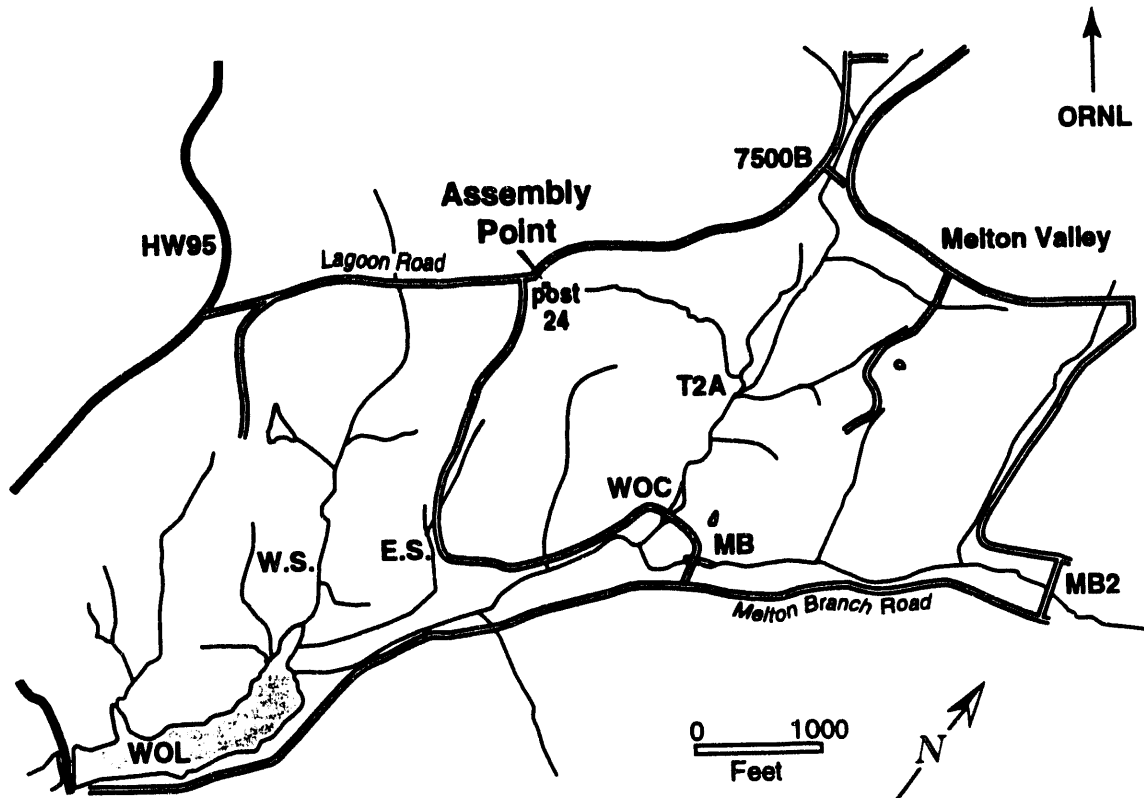 ORNL
7500B
Assembly
Point
HW95
Lagoon Road
Melton Valley
post
24
T2A
WOC
MB
E.S.
W.S.
MB2
Melton Branch Road
WOL
0 1000
Feet
N